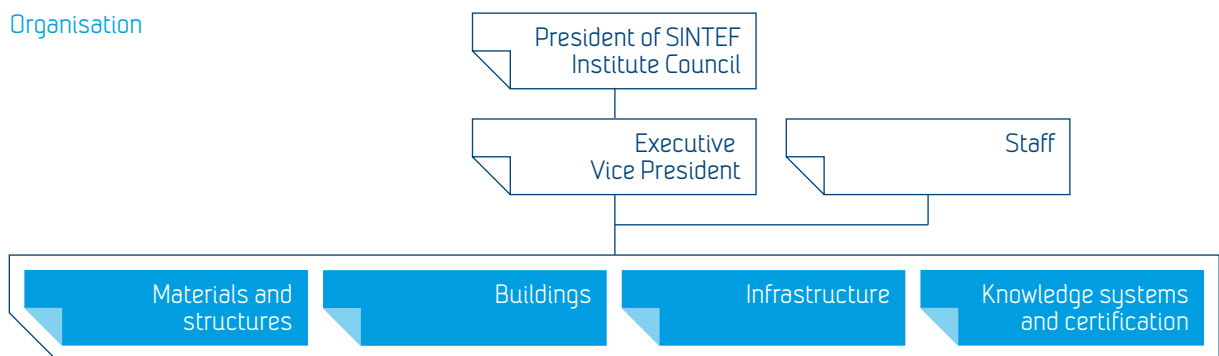 Organisation
President of SINTEF
Institute Council
Executive
Vice President
Staff
Materials and
structures
Buildings
Infrastructure
Knowledge systems
and certification